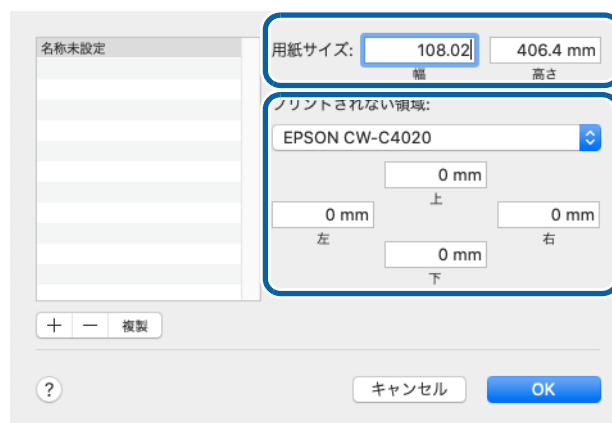 名称未設定
用紙サイズ: 108.02 406.4 mm
幅 高さ
プリントされない領域:
EPSON CW-C4020
0 mm
上
0 mm 0 mm
左 右
0 mm
下
+ − 複製
? キャンセル OK